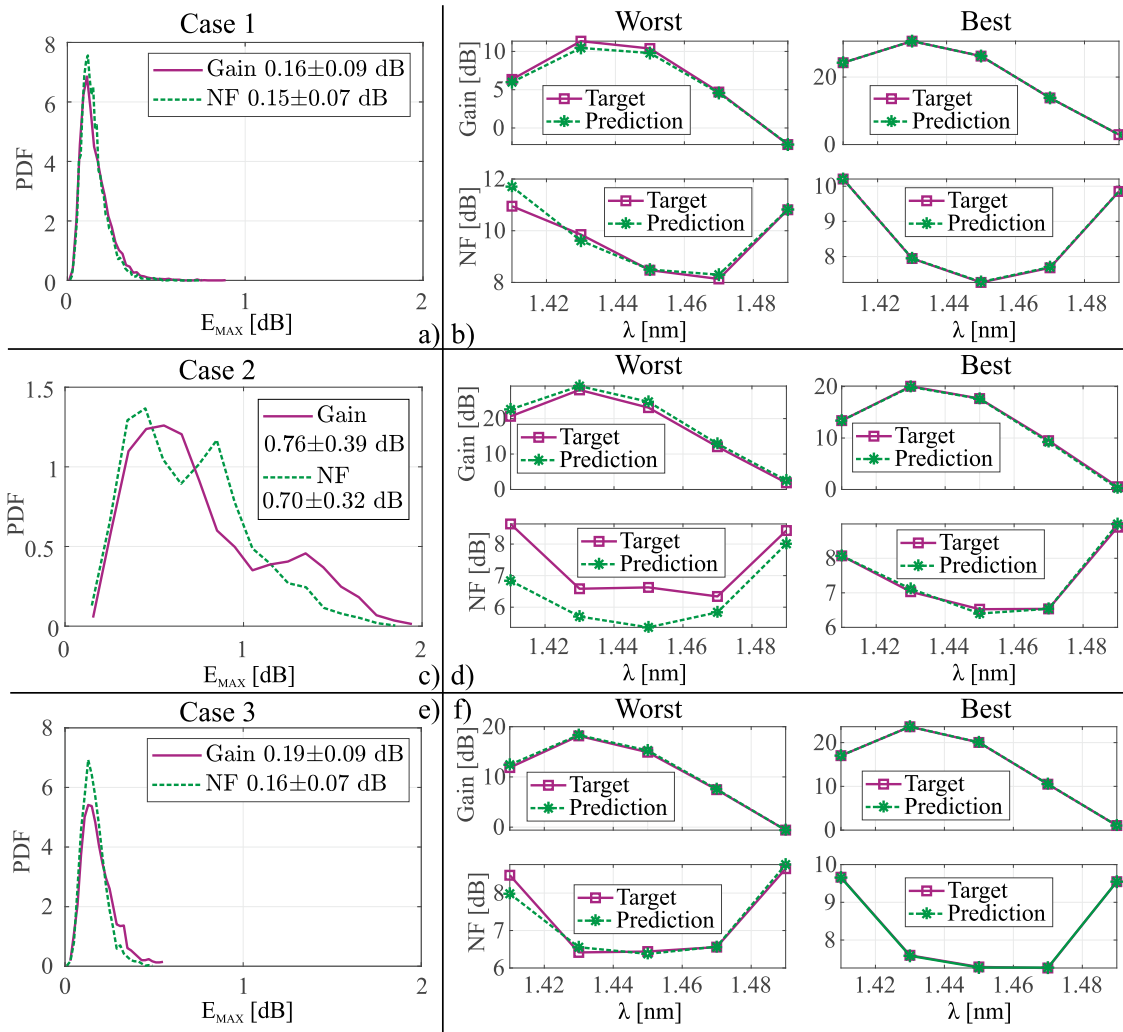 Case 1
8
6
4
2
0
PDF
Gain 0.16±0.09 dB
NF 0.15±0.07 dB
0
1
2
E_MAX [dB]
a)
Worst
10
5
0
Gain [dB]
Target
Prediction
12
10
8
NF [dB]
Target
Prediction
1.42
1.44
1.46
1.48
λ [nm]
b)
Best
20
0
Target
Prediction
10
8
Target
Prediction
1.42
1.44
1.46
1.48
λ [nm]
Case 2
1.5
1
0.5
0
PDF
Gain
0.76±0.39 dB
NF
0.70±0.32 dB
0
1
2
E_MAX [dB]
c)
Worst
20
10
0
Gain [dB]
Target
Prediction
8
7
6
NF [dB]
Target
Prediction
1.42
1.44
1.46
1.48
λ [nm]
d)
Best
20
10
0
Target
Prediction
8
7
6
Target
Prediction
1.42
1.44
1.46
1.48
λ [nm]
Case 3
e)
8
6
4
2
0
PDF
Gain 0.19±0.09 dB
NF 0.16±0.07 dB
0
1
2
E_MAX [dB]
f)
Worst
20
10
0
Gain [dB]
Target
Prediction
8
7
6
NF [dB]
Target
Prediction
1.42
1.44
1.46
1.48
λ [nm]
Best
20
10
0
Target
Prediction
10
8
Target
Prediction
1.42
1.44
1.46
1.48
λ [nm]